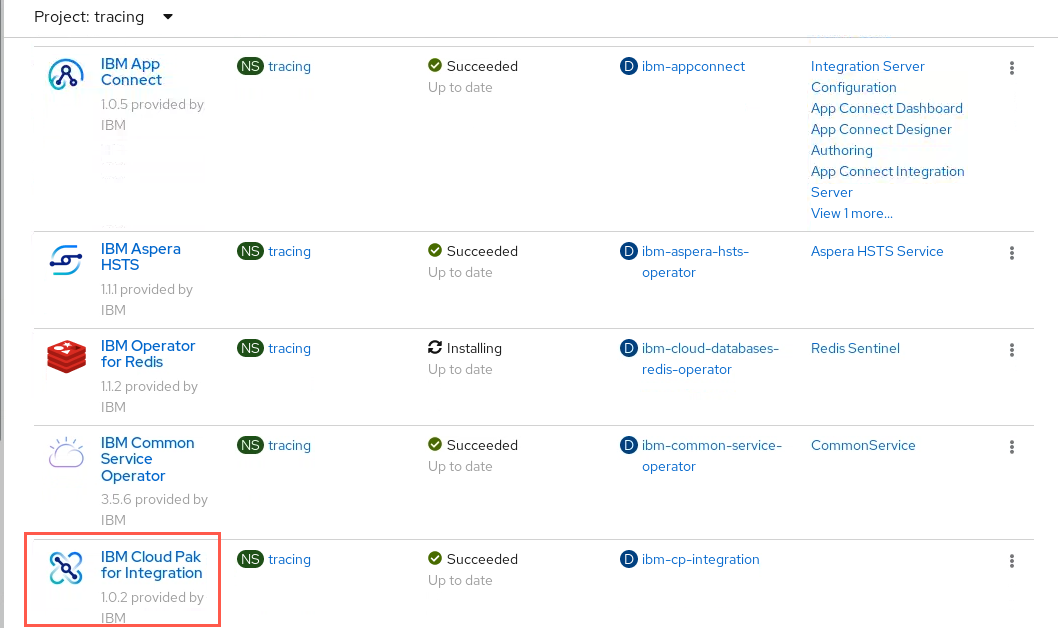 Project: tracing
IBM App
Connect
1.0.5 provided by
IBM
NS tracing
Succeeded
Up to date
D ibm-appconnect
Integration Server
Configuration
App Connect Dashboard
App Connect Designer
Authoring
App Connect Integration
Server
View 1 more...
IBM Aspera
HSTS
1.1.1 provided by
IBM
NS tracing
Succeeded
Up to date
D ibm-aspera-hsts-
operator
Aspera HSTS Service
IBM Operator
for Redis
1.1.2 provided by
IBM
NS tracing
Installing
Up to date
D ibm-cloud-databases-
redis-operator
Redis Sentinel
IBM Common
Service
Operator
3.5.6 provided by
IBM
NS tracing
Succeeded
Up to date
D ibm-common-service-
operator
CommonService
IBM Cloud Pak
for Integration
1.0.2 provided by
IBM
NS tracing
Succeeded
Up to date
D ibm-cp-integration